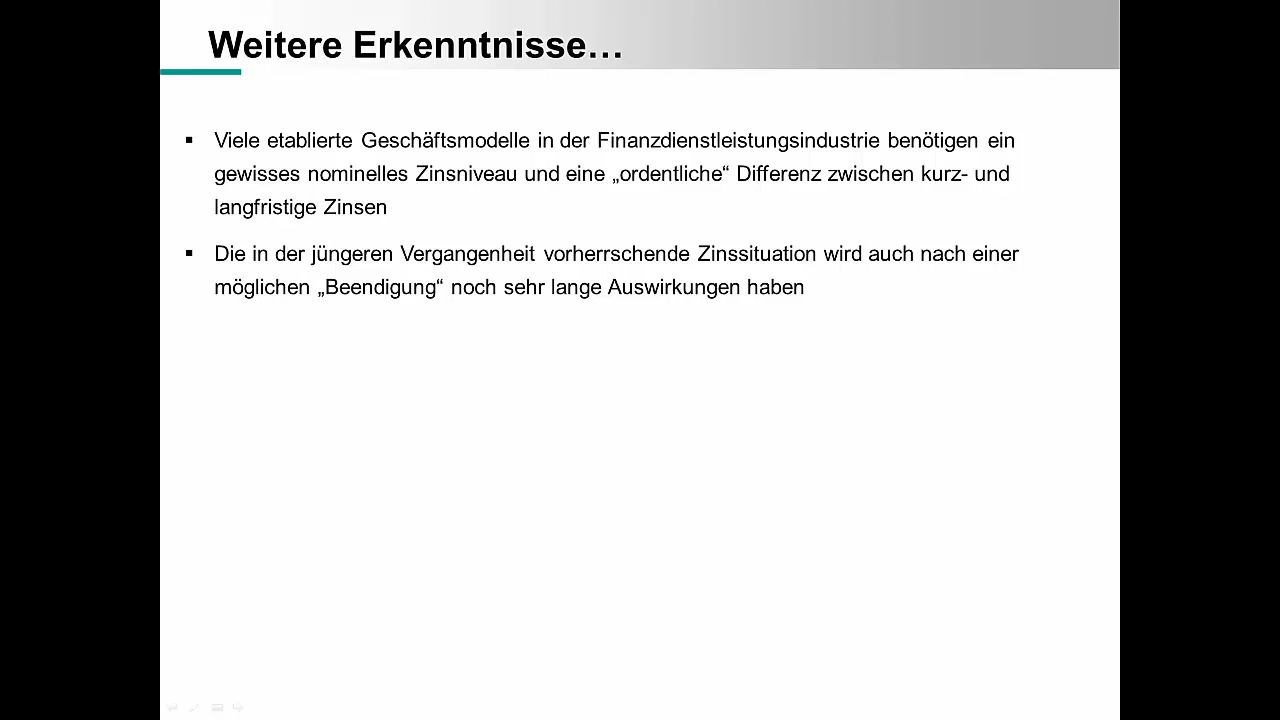 Weitere Erkenntnisse…
▪ Viele etablierte Geschäftsmodelle in der Finanzdienstleistungsindustrie benötigen ein
gewisses nominelles Zinsniveau und eine „ordentliche“ Differenz zwischen kurz- und
langfristige Zinsen
▪ Die in der jüngeren Vergangenheit vorherrschende Zinssituation wird auch nach einer
möglichen „Beendigung“ noch sehr lange Auswirkungen haben